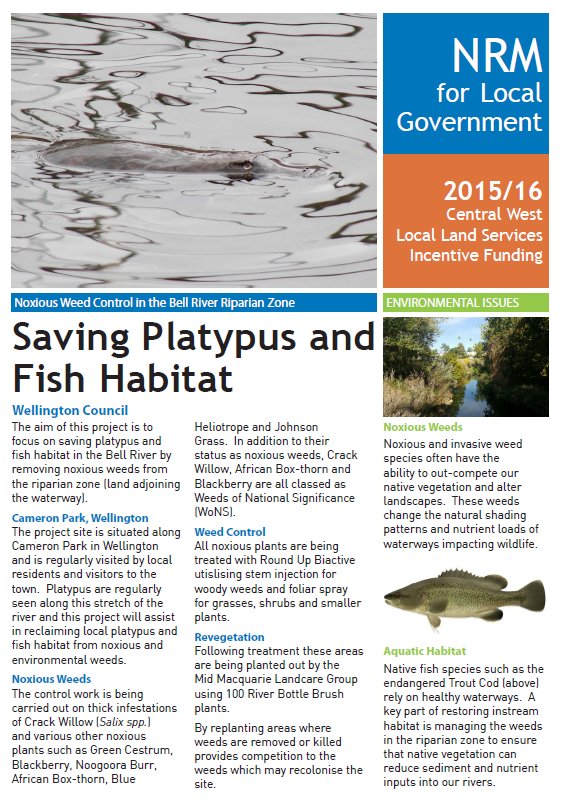 NRM
for Local
Government
2015/16
Central West
Local Land Services
Incentive Funding
Noxious Weed Control in the Bell River Riparian Zone
Saving Platypus and
Fish Habitat
Wellington Council
The aim of this project is to
focus on saving platypus and
fish habitat in the Bell River by
removing noxious weeds from
the riparian zone (land adjoining
the waterway).
Cameron Park, Wellington
The project site is situated along
Cameron Park in Wellington
and is regularly visited by local
residents and visitors to the
town.  Platypus are regularly
seen along this stretch of the
river and this project will assist
in reclaiming local platypus and
fish habitat from noxious and
environmental weeds.
Noxious Weeds
The control work is being
carried out on thick infestations
of Crack Willow (Salix spp.)
and various other noxious
plants such as Green Cestrum,
Blackberry, Noogoora Burr,
African Box-thorn, Blue
Heliotrope and Johnson
Grass.  In addition to their
status as noxious weeds, Crack
Willow, African Box-thorn and
Blackberry are all classed as
Weeds of National Significance
(WoNS).
Weed Control
All noxious plants are being
treated with Round Up Biactive
utislising stem injection for
woody weeds and foliar spray
for grasses, shrubs and smaller
plants.
Revegetation
Following treatment these areas
are being planted out by the
Mid Macquarie Landcare Group
using 100 River Bottle Brush
plants.
By replanting areas where
weeds are removed or killed
provides competition to the
weeds which may recolonise the
site.
ENVIRONMENTAL ISSUES
Noxious Weeds
Noxious and invasive weed
species often have the
ability to out-compete our
native vegetation and alter
landscapes.  These weeds
change the natural shading
patterns and nutrient loads of
waterways impacting wildlife.
Aquatic Habitat
Native fish species such as the
endangered Trout Cod (above)
rely on healthy waterways.  A
key part of restoring instream
habitat is managing the weeds
in the riparian zone to ensure
that native vegetation can
reduce sediment and nutrient
inputs into our rivers.